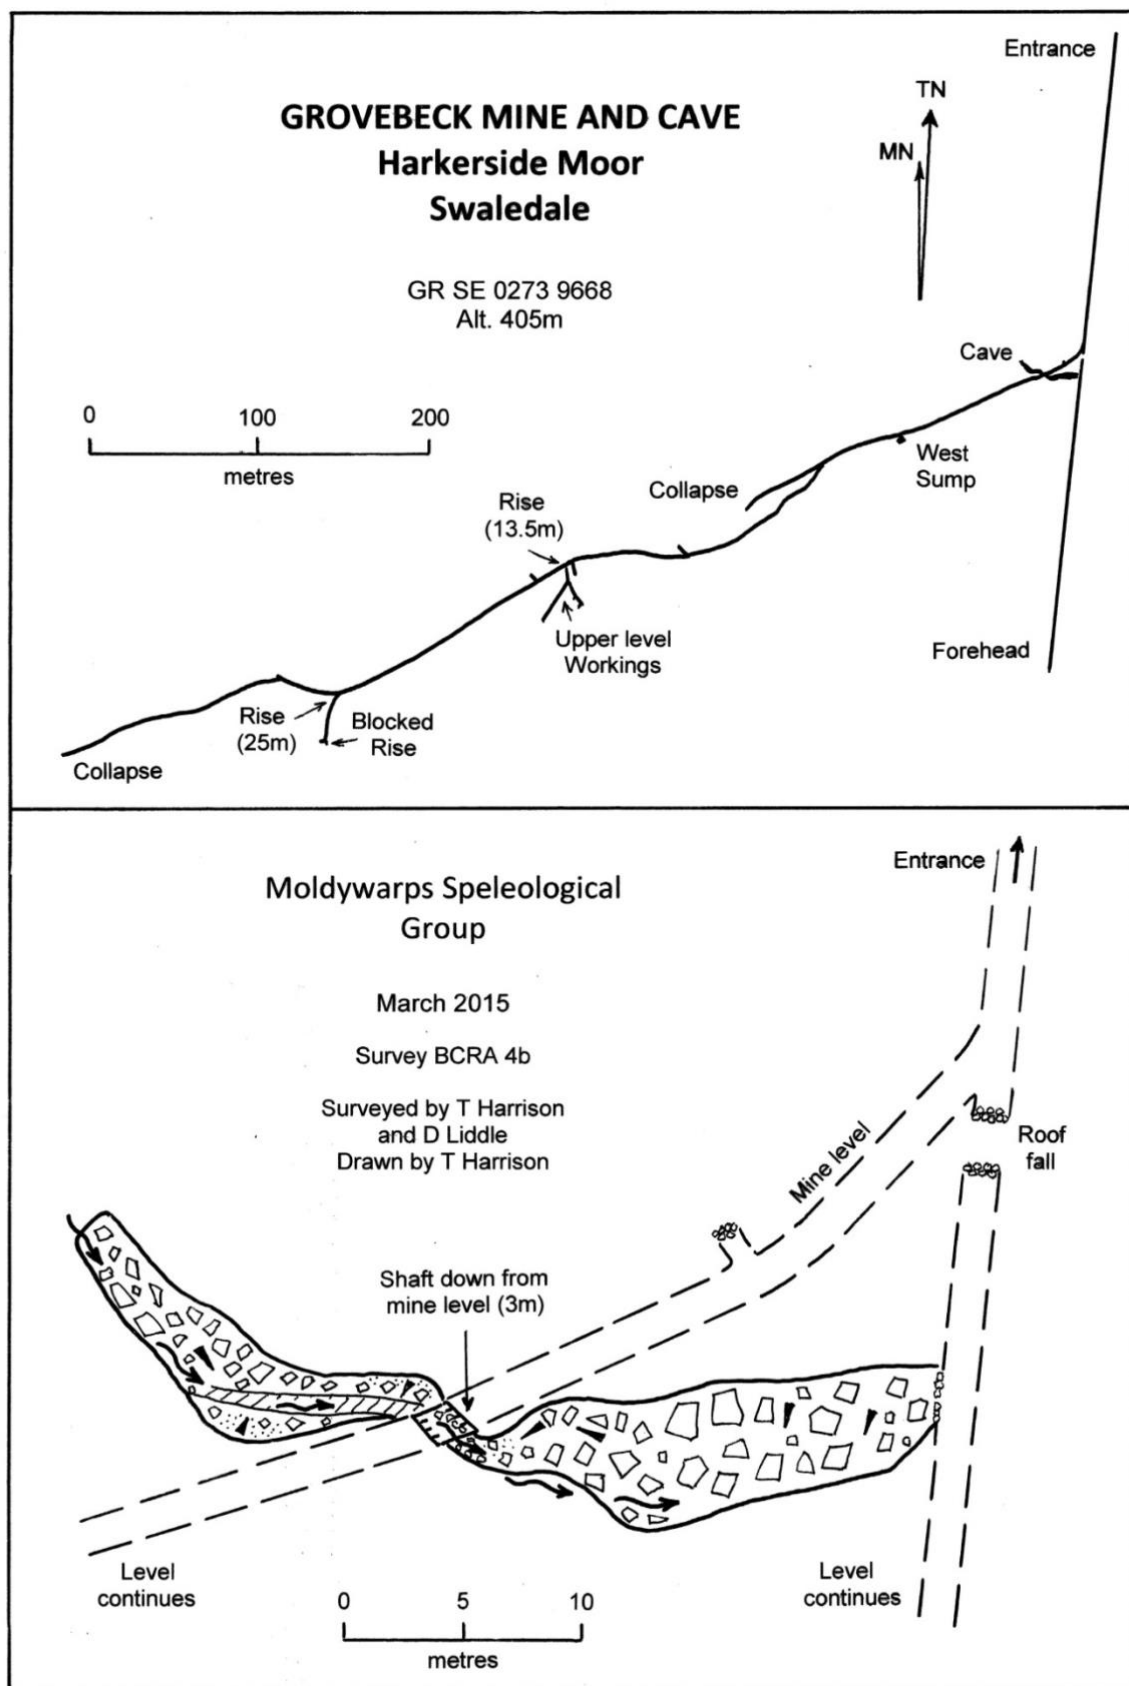 GROVEBECK MINE AND CAVE
Harkerside Moor
Swaledale
GR SE 0273 9668
Alt. 405m
Entrance
TN
MN
Cave
0 100 200
metres
West
Sump
Collapse
Rise
(13.5m)
Upper level
Workings
Forehead
Rise
(25m)
Blocked
Rise
Collapse
Moldywarps Speleological
Group
March 2015
Survey BCRA 4b
Surveyed by T Harrison
and D Liddle
Drawn by T Harrison
Entrance
Roof
fall
Mine level
Shaft down from
mine level (3m)
Level
continues
Level
continues
0 5 10
metres